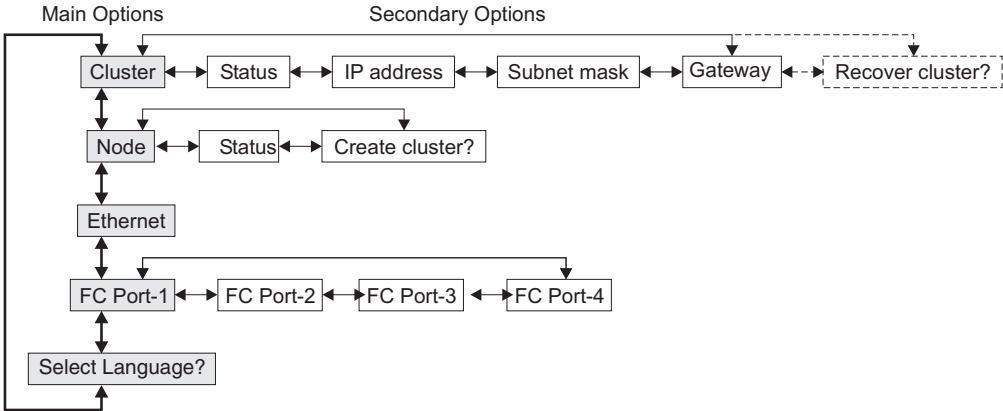 Main Options
Secondary Options
Cluster
Status
IP address
Subnet mask
Gateway
Recover cluster?
Node
Status
Create cluster?
Ethernet
FC Port-1
FC Port-2
FC Port-3
FC Port-4
Select Language?